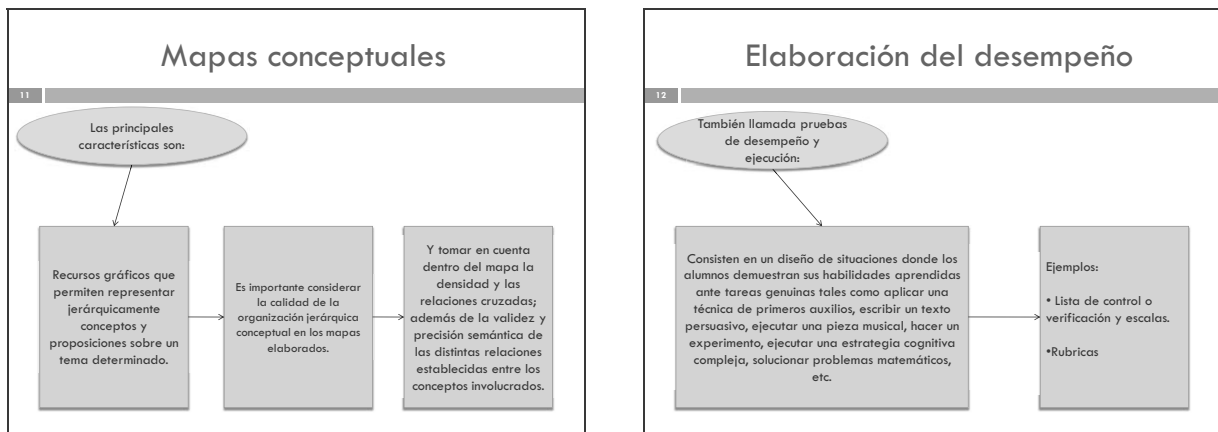 Mapas conceptuales
11
Las principales
características son:
Recursos gráficos que
permiten representar
jerárquicamente
conceptos y
proposiciones sobre un
tema determinado.
Es importante considerar
la calidad de la
organización jerárquica
conceptual en los mapas
elaborados.
Y tomar en cuenta
dentro del mapa la
densidad y las
relaciones cruzadas;
además de la validez y
precisión semántica de
las distintas relaciones
establecidas entre los
conceptos involucrados.
Elaboración del desempeño
12
También llamada pruebas
de desempeño y
ejecución:
Consisten en un diseño de situaciones donde los
alumnos demuestran sus habilidades aprendidas
ante tareas genuinas tales como aplicar una
técnica de primeros auxilios, escribir un texto
persuasivo, ejecutar una pieza musical, hacer un
experimento, ejecutar una estrategia cognitiva
compleja, solucionar problemas matemáticos,
etc.
Ejemplos:
• Lista de control o
verificación y escalas.
•Rubricas